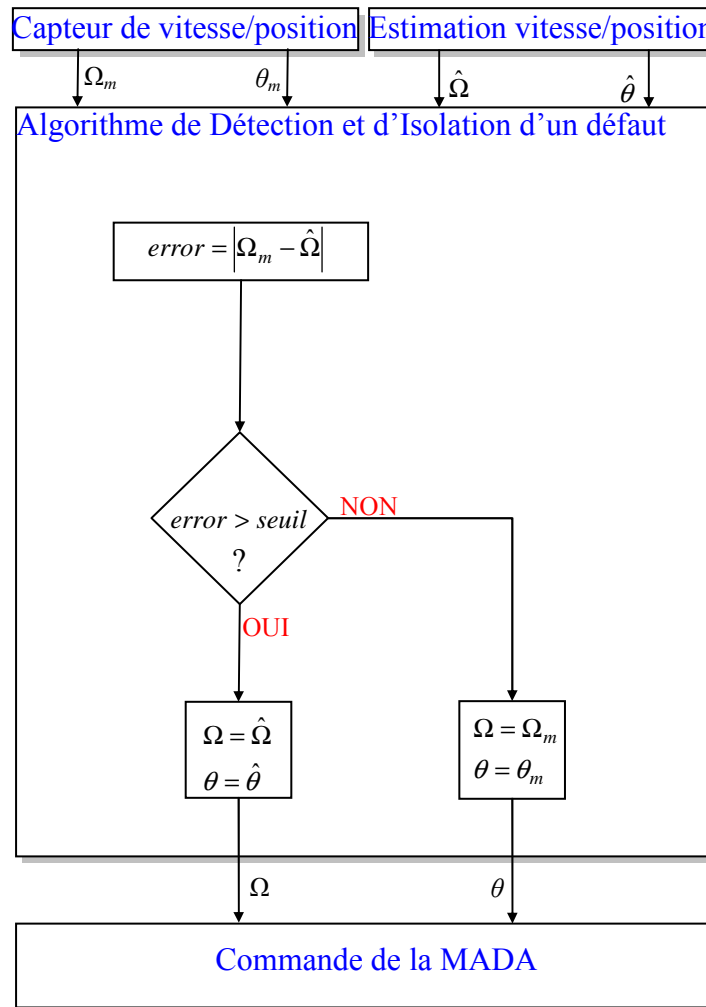 Capteur de vitesse/position
Estimation vitesse/position
Ωm
θm
Ω̂
θ̂
Algorithme de Détection et d'Isolation d'un défaut
error = |Ωm − Ω̂|
error > seuil
?
NON
OUI
Ω = Ω̂
θ = θ̂
Ω = Ωm
θ = θm
Ω
θ
Commande de la MADA